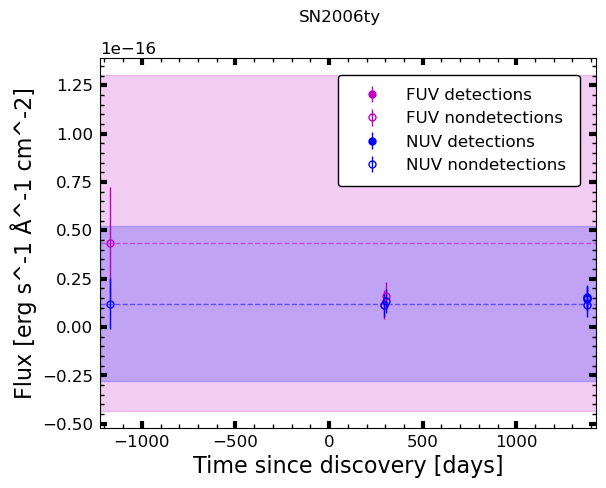 SN2006ty
1e−16
FUV detections
FUV nondetections
NUV detections
NUV nondetections
1.25
1.00
0.75
0.50
0.25
0.00
−0.25
−0.50
Flux [erg s^-1 Å^-1 cm^-2]
−1000 −500 0 500 1000
Time since discovery [days]